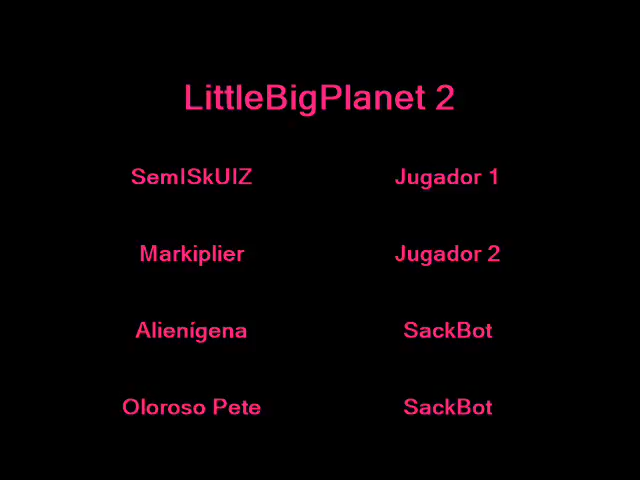 LittleBigPlanet 2
SemISkUIZ Jugador 1
Markiplier Jugador 2
Alienígena SackBot
Oloroso Pete SackBot